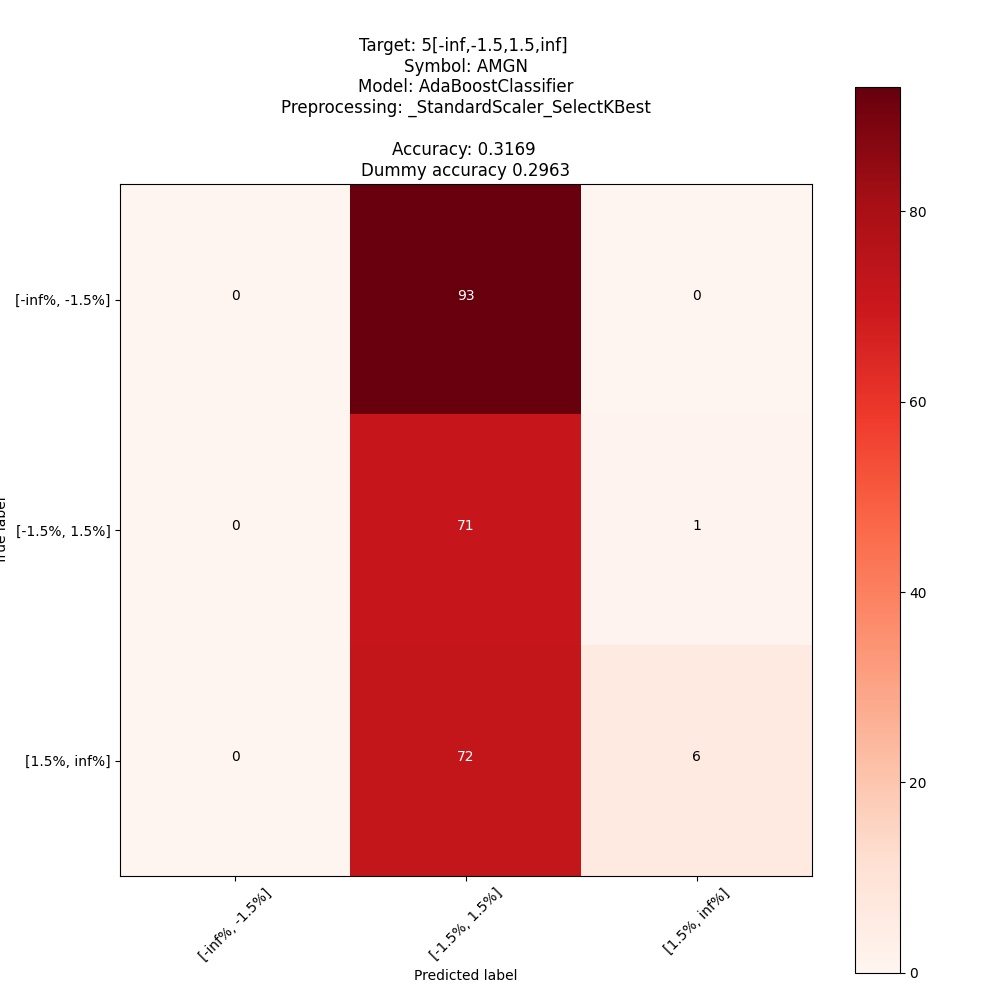 Target: 5[-inf,-1.5,1.5,inf]
Symbol: AMGN
Model: AdaBoostClassifier
Preprocessing: _StandardScaler_SelectKBest
Accuracy: 0.3169
Dummy accuracy 0.2963
[-inf%, -1.5%]
0
93
0
[-1.5%, 1.5%]
0
71
1
[1.5%, inf%]
0
72
6
[-inf%, -1.5%]
[-1.5%, 1.5%]
[1.5%, inf%]
Predicted label
True label
80
60
40
20
0